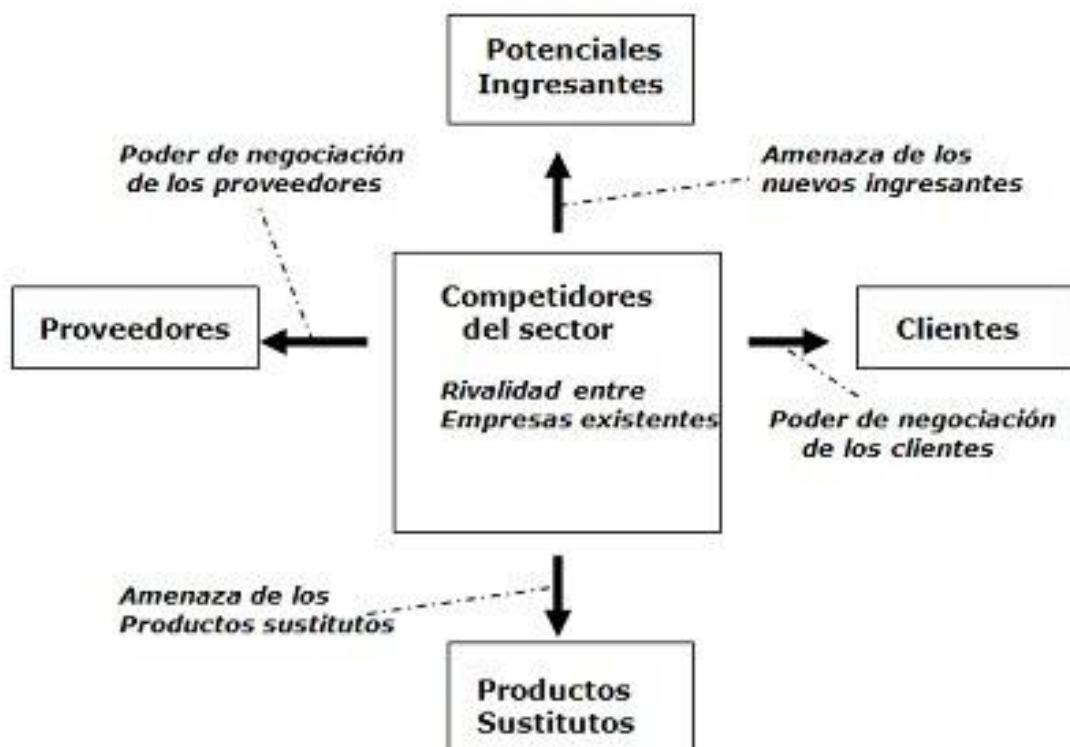 Potenciales
Ingresantes
Poder de negociación
de los proveedores
Amenaza de los
nuevos ingresantes
Proveedores
Competidores
del sector
Rivalidad entre
Empresas existentes
Clientes
Poder de negociación
de los clientes
Amenaza de los
Productos sustitutos
Productos
Sustitutos